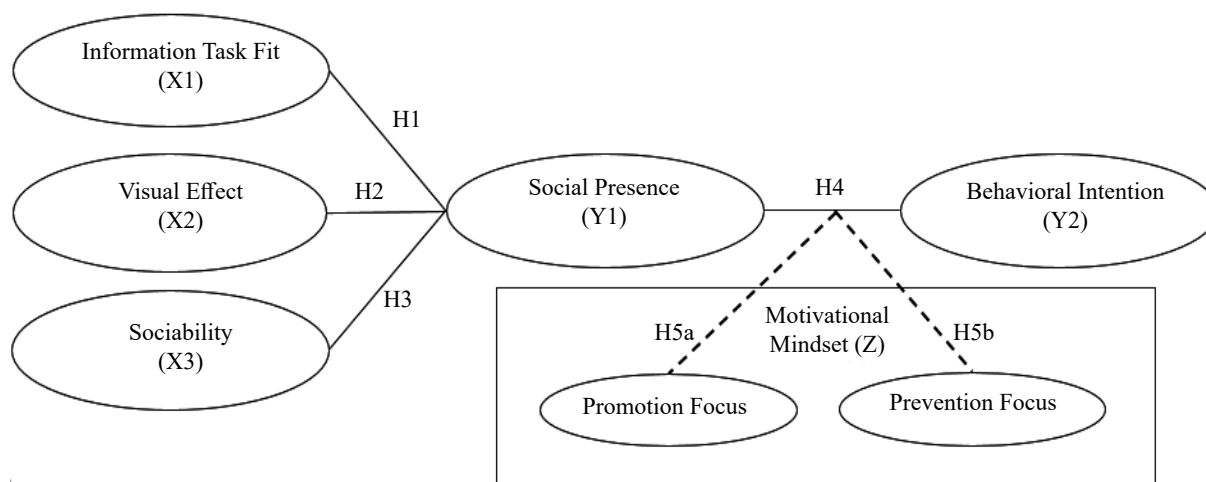 Information Task Fit
(X1)
H1
Visual Effect
(X2)
H2
Social Presence
(Y1)
H4
Behavioral Intention
(Y2)
Sociability
(X3)
H3
Motivational
Mindset (Z)
H5a
H5b
Promotion Focus
Prevention Focus